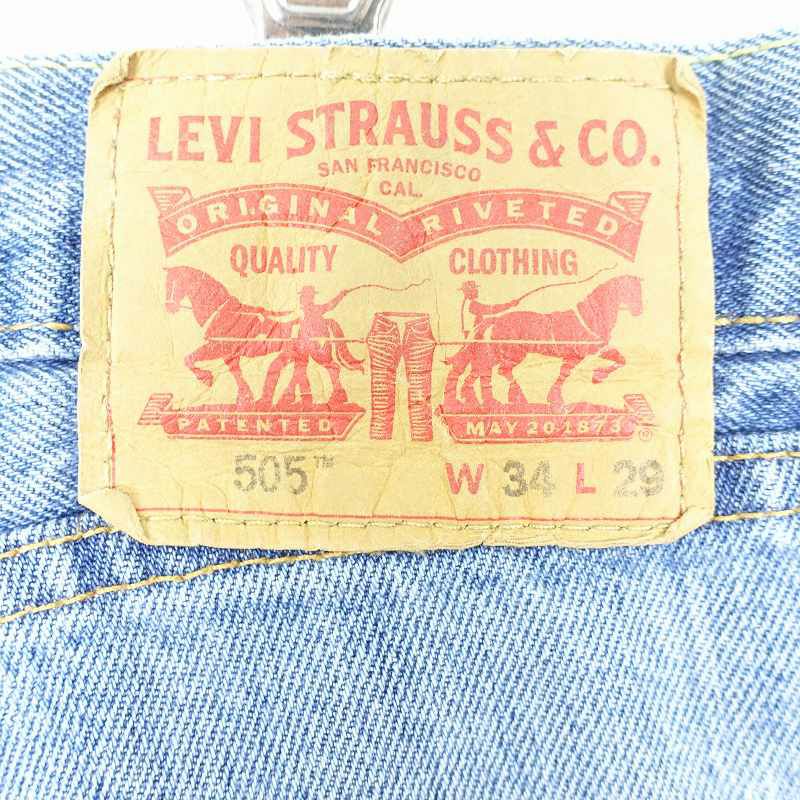 LEVI STRAUSS & CO.
SAN FRANCISCO
CAL.
ORIGINAL RIVETED
QUALITY CLOTHING
PATENTED MAY 20 1873 ®
505™ W 34 L 29